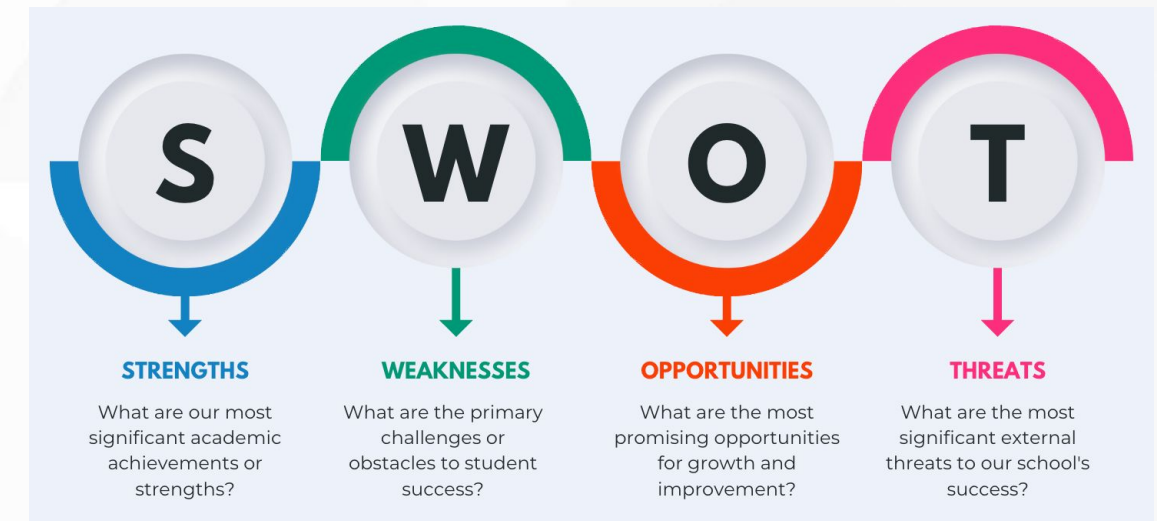 S
W
O
T
STRENGTHS
What are our most
significant academic
achievements or
strengths?
WEAKNESSES
What are the primary
challenges or
obstacles to student
success?
OPPORTUNITIES
What are the most
promising opportunities
for growth and
improvement?
THREATS
What are the most
significant external
threats to our school's
success?